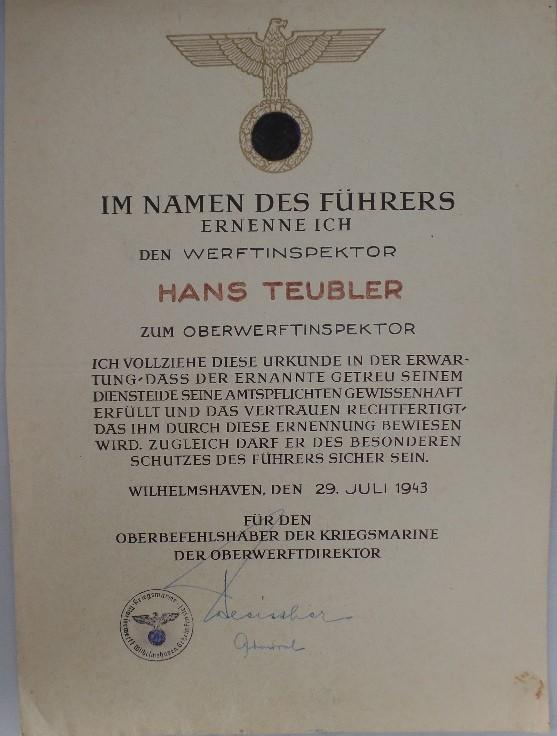 IM NAMEN DES FÜHRERS
ERNENNE ICH
DEN WERFTINSPEKTOR
HANS TEUBLER
ZUM OBERWERFTINSPEKTOR
ICH VOLLZIEHE DIESE URKUNDE IN DER ERWAR-
TUNG, DASS DER ERNANNTE GETREU SEINEM
DIENSTEIDE SEINE AMTSPFLICHTEN GEWISSENHAFT
ERFÜLLT UND DAS VERTRAUEN RECHTFERTIGT,
DAS IHM DURCH DIESE ERNENNUNG BEWIESEN
WIRD. ZUGLEICH DARF ER DES BESONDEREN
SCHUTZES DES FÜHRERS SICHER SEIN.
WILHELMSHAVEN, DEN 29. JULI 1943
FÜR DEN
OBERBEFEHLSHABER DER KRIEGSMARINE
DER OBERWERFTDIREKTOR
Admiral
Kriegsmarine
Wilhelmshaven